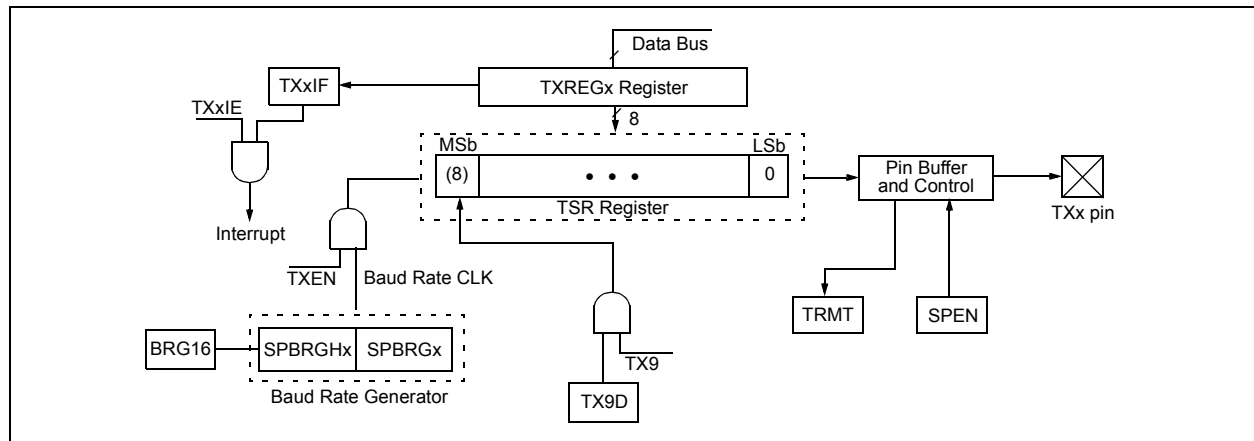 Data Bus
TXxIF
TXREGx Register
TXxIE
8
MSb
LSb
(8)
• • •
0
Pin Buffer
and Control
TSR Register
TXx pin
Interrupt
TXEN
Baud Rate CLK
TRMT
SPEN
BRG16
SPBRGHx
SPBRGx
TX9
Baud Rate Generator
TX9D